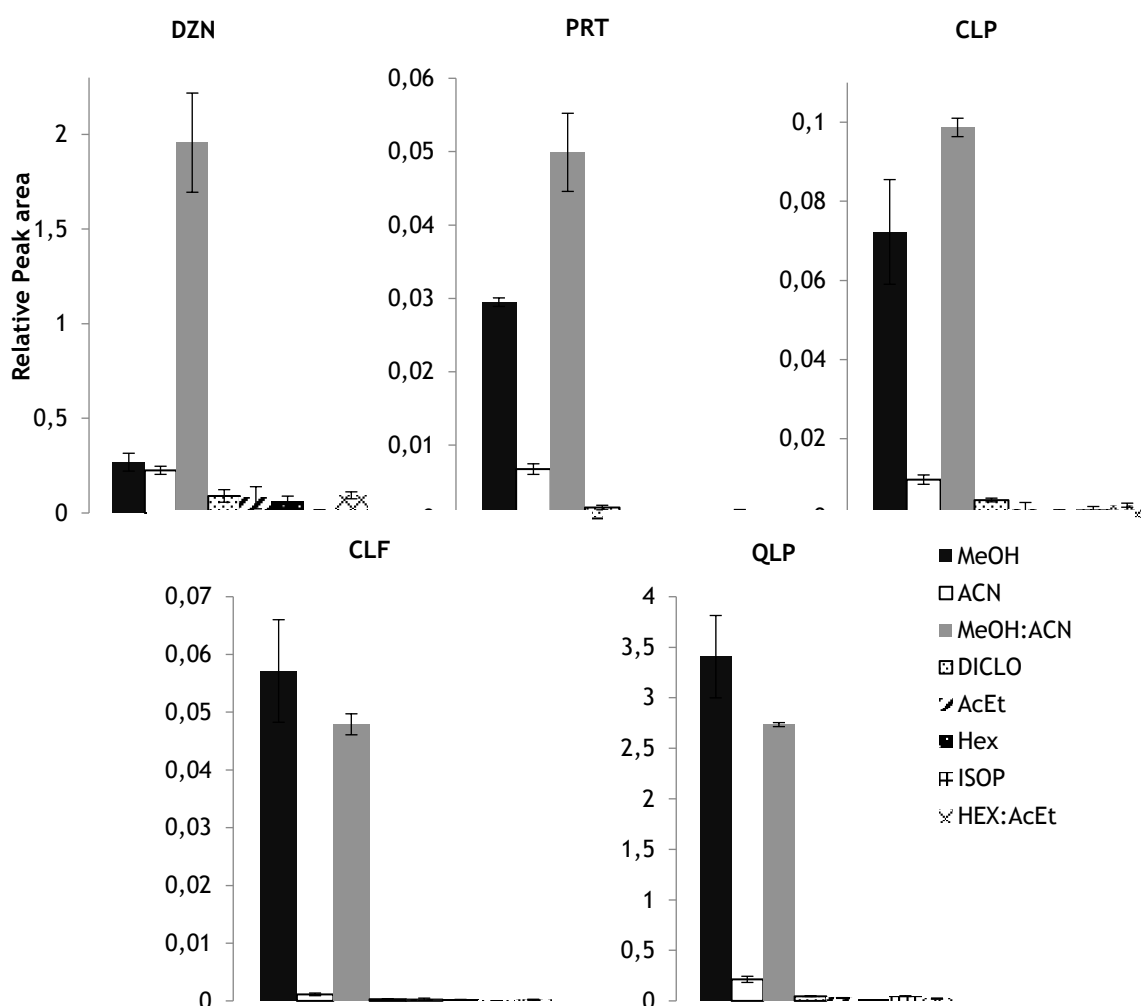 DZN
PRT
CLP
Relative Peak area
2
1,5
1
0,5
0
0,06
0,05
0,04
0,03
0,02
0,01
0,1
0,08
0,06
0,04
0,02
CLF
QLP
0,07
0,06
0,05
0,04
0,03
0,02
0,01
0
4
3,5
3
2,5
2
1,5
1
0,5
0
MeOH
ACN
MeOH:ACN
DICLO
AcEt
Hex
ISOP
HEX:AcEt